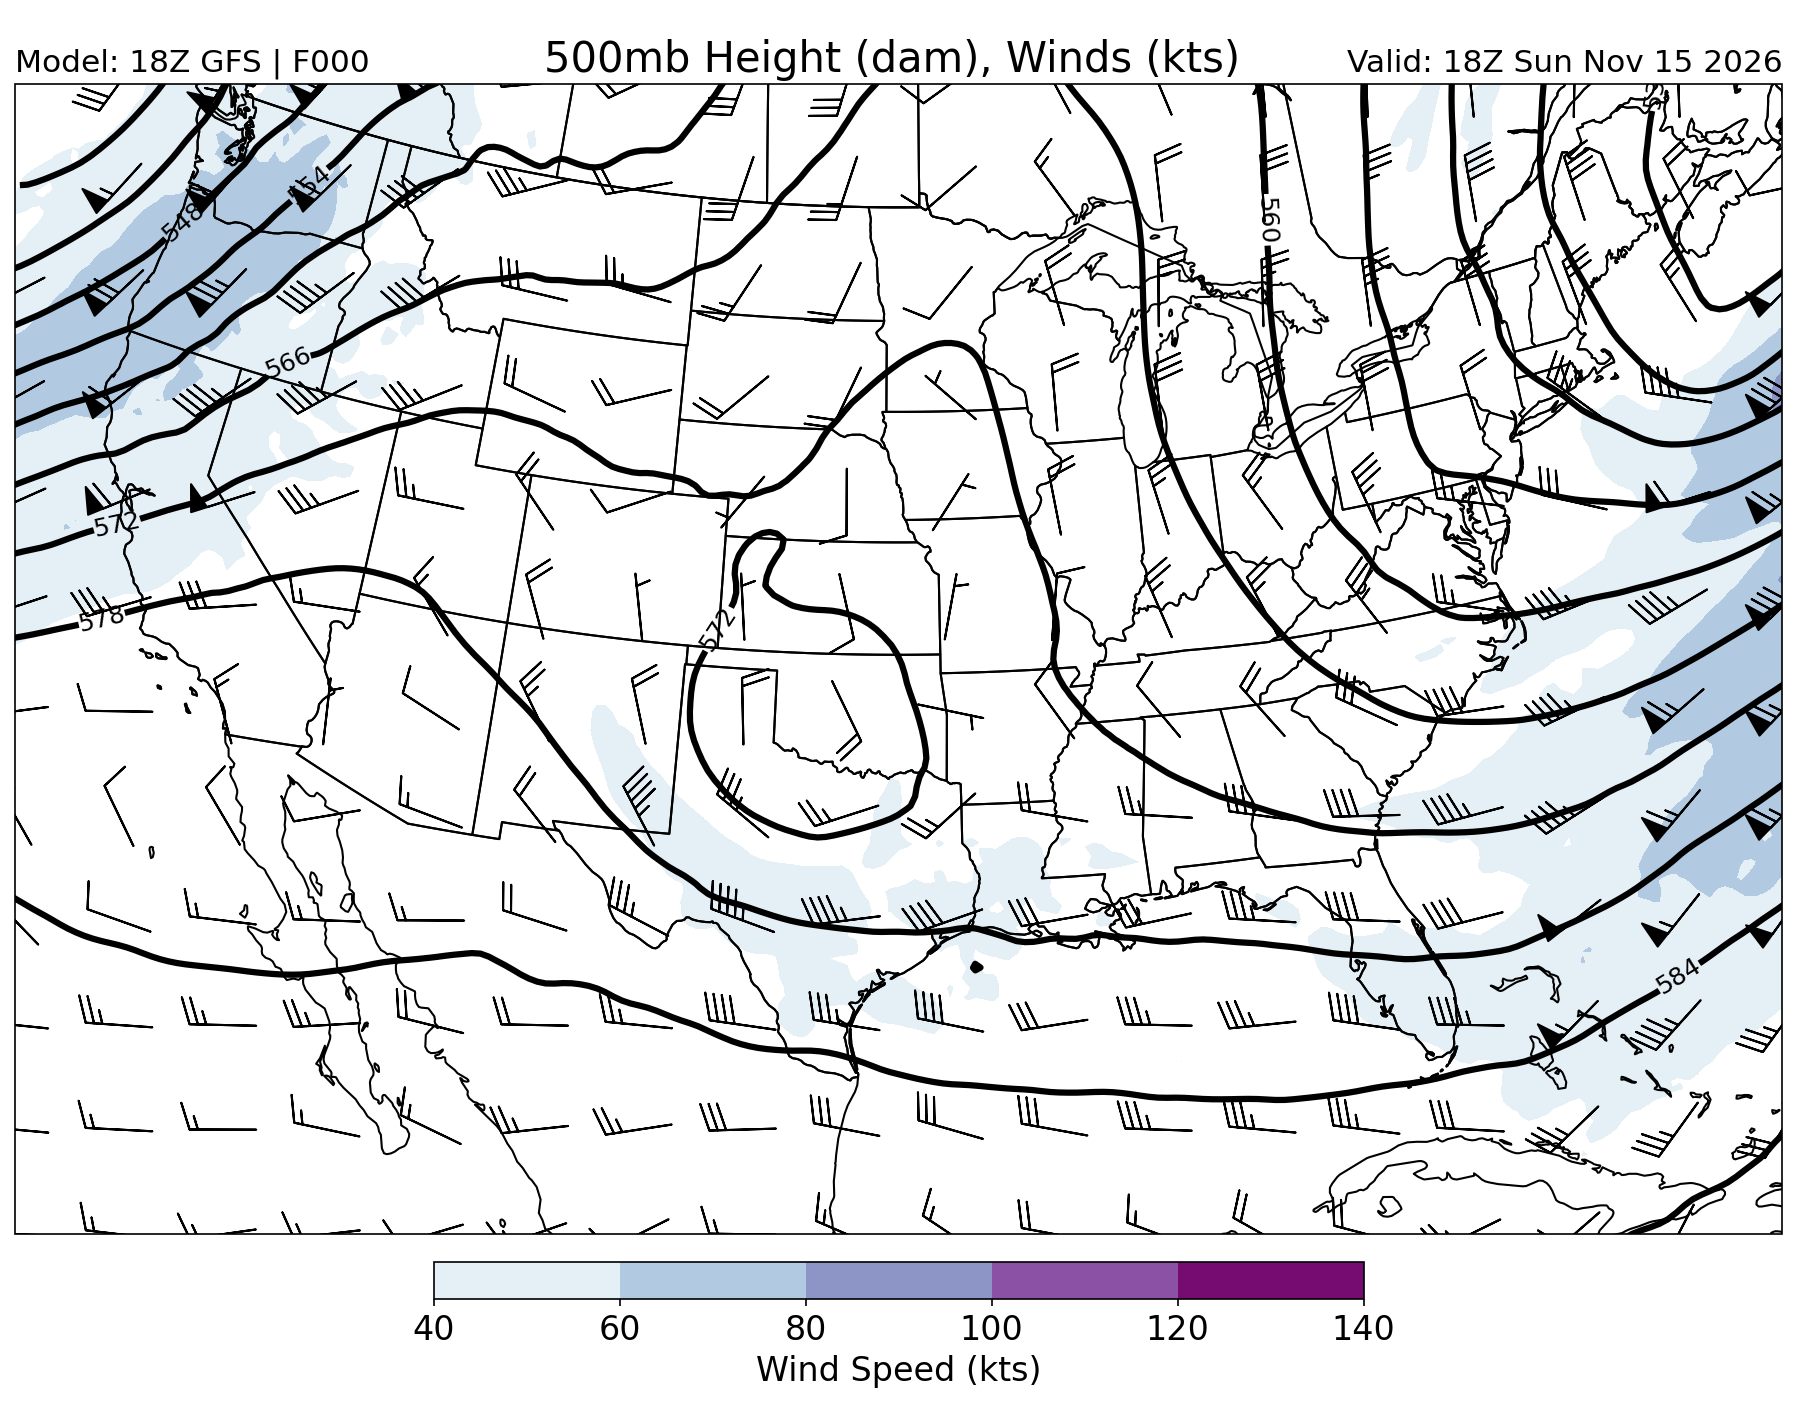 Model: 18Z GFS | F000
500mb Height (dam), Winds (kts)
Valid: 18Z Sun Nov 15 2026
554
548
560
566
572
578
572
584
40 60 80 100 120 140
Wind Speed (kts)